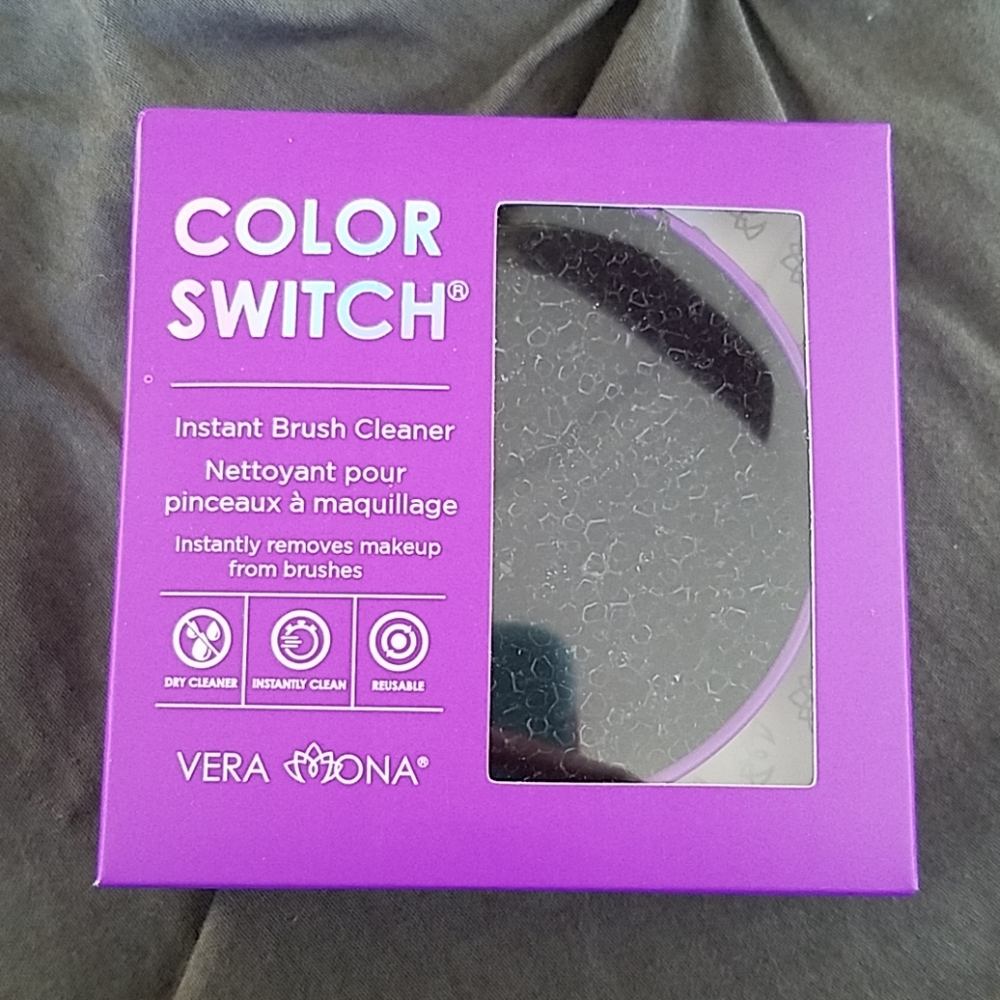 COLOR
SWITCH®
Instant Brush Cleaner
Nettoyant pour
pinceaux à maquillage
Instantly removes makeup
from brushes
DRY CLEANER INSTANTLY CLEAN REUSABLE
VERA MONA®